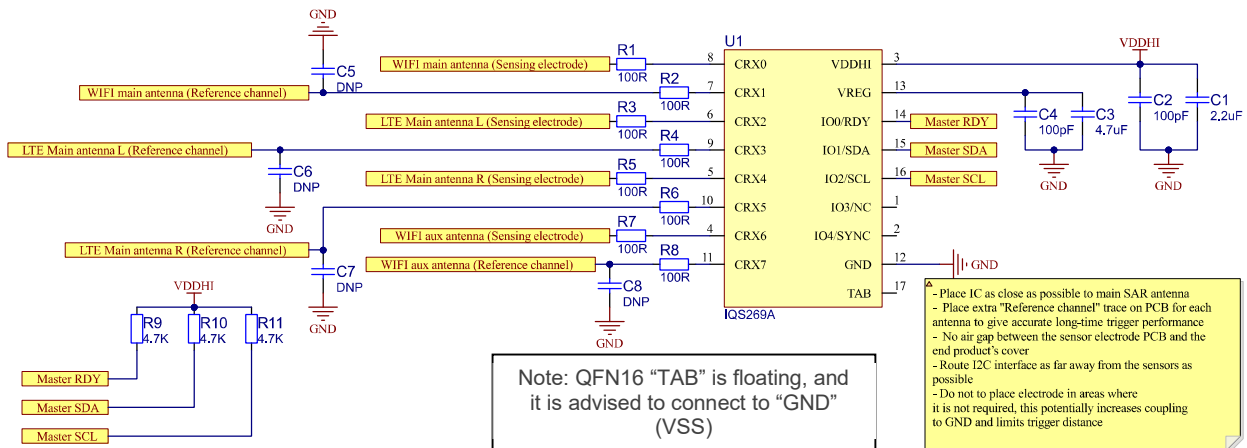 GND
C5
DNP
WIFI main antenna (Sensing electrode)
R1
100R
WIFI main antenna (Reference channel)
R2
100R
LTE Main antenna L (Sensing electrode)
R3
100R
LTE Main antenna L (Reference channel)
R4
100R
C6
DNP
GND
LTE Main antenna R (Sensing electrode)
R5
100R
R6
100R
LTE Main antenna R (Reference channel)
C7
DNP
GND
WIFI aux antenna (Sensing electrode)
R7
100R
WIFI aux antenna (Reference channel)
R8
100R
C8
DNP
GND
U1
8 CRX0 VDDHI 3
7 CRX1 VREG 13
6 CRX2 IO0/RDY 14
9 CRX3 IO1/SDA 15
5 CRX4 IO2/SCL 16
10 CRX5 IO3/NC 1
4 CRX6 IO4/SYNC 2
11 CRX7 GND 12
TAB 17
IQS269A
Master RDY
Master SDA
Master SCL
GND
VDDHI
C4
100pF
C3
4.7uF
GND
C2
100pF
C1
2.2uF
GND
VDDHI
R9
4.7K
R10
4.7K
R11
4.7K
Master RDY
Master SDA
Master SCL
Note: QFN16 “TAB” is floating, and
it is advised to connect to “GND”
(VSS)
- Place IC as close as possible to main SAR antenna
- Place extra "Reference channel" trace on PCB for each
antenna to give accurate long-time trigger performance
- No air gap between the sensor electrode PCB and the
end product's cover
- Route I2C interface as far away from the sensors as
possible
- Do not to place electrode in areas where
it is not required, this potentially increases coupling
to GND and limits trigger distance